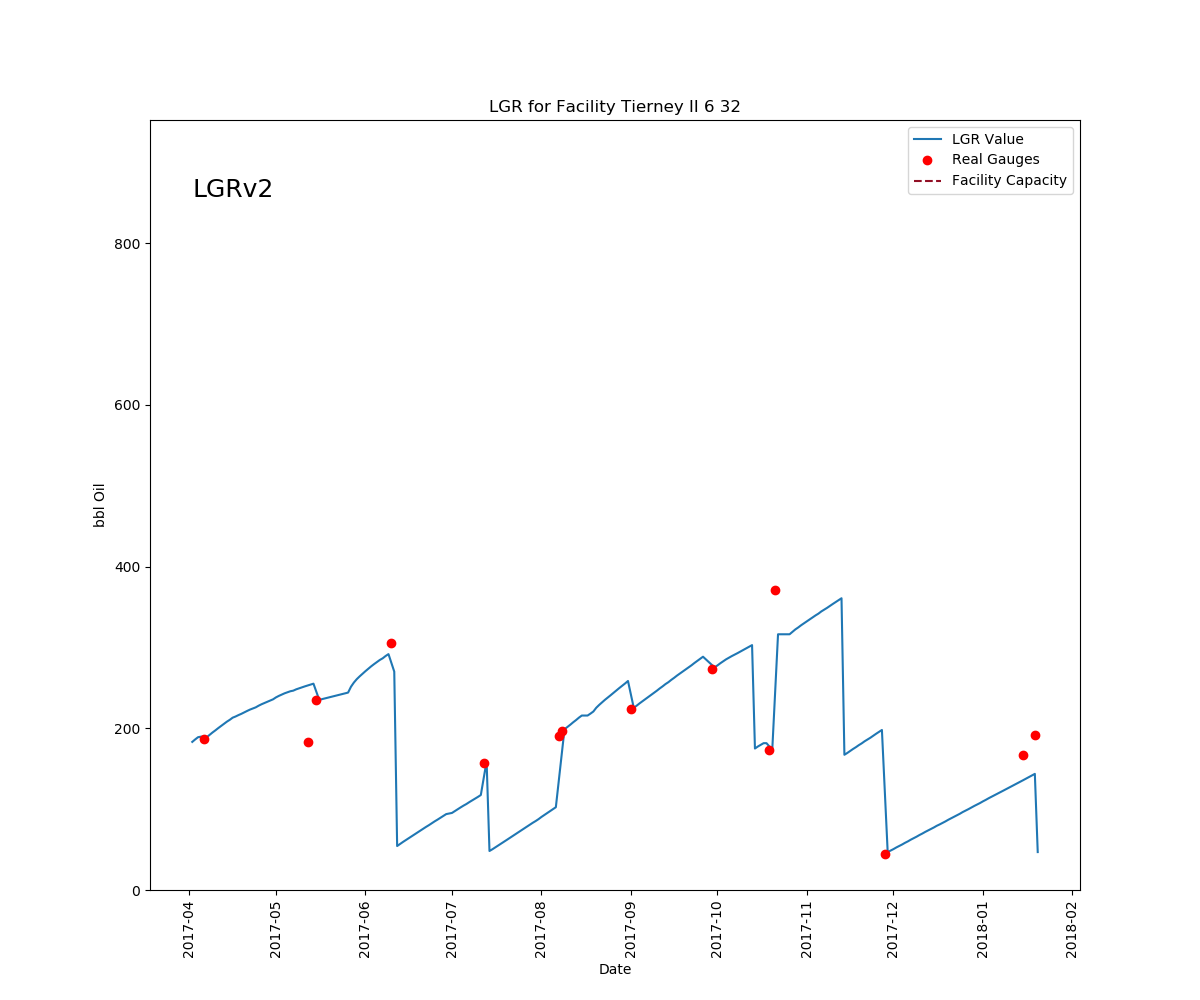 LGR for Facility Tierney II 6 32
LGRv2
LGR Value
Real Gauges
Facility Capacity
800
600
400
200
0
bbl Oil
2017-04
2017-05
2017-06
2017-07
2017-08
2017-09
2017-10
2017-11
2017-12
2018-01
2018-02
Date